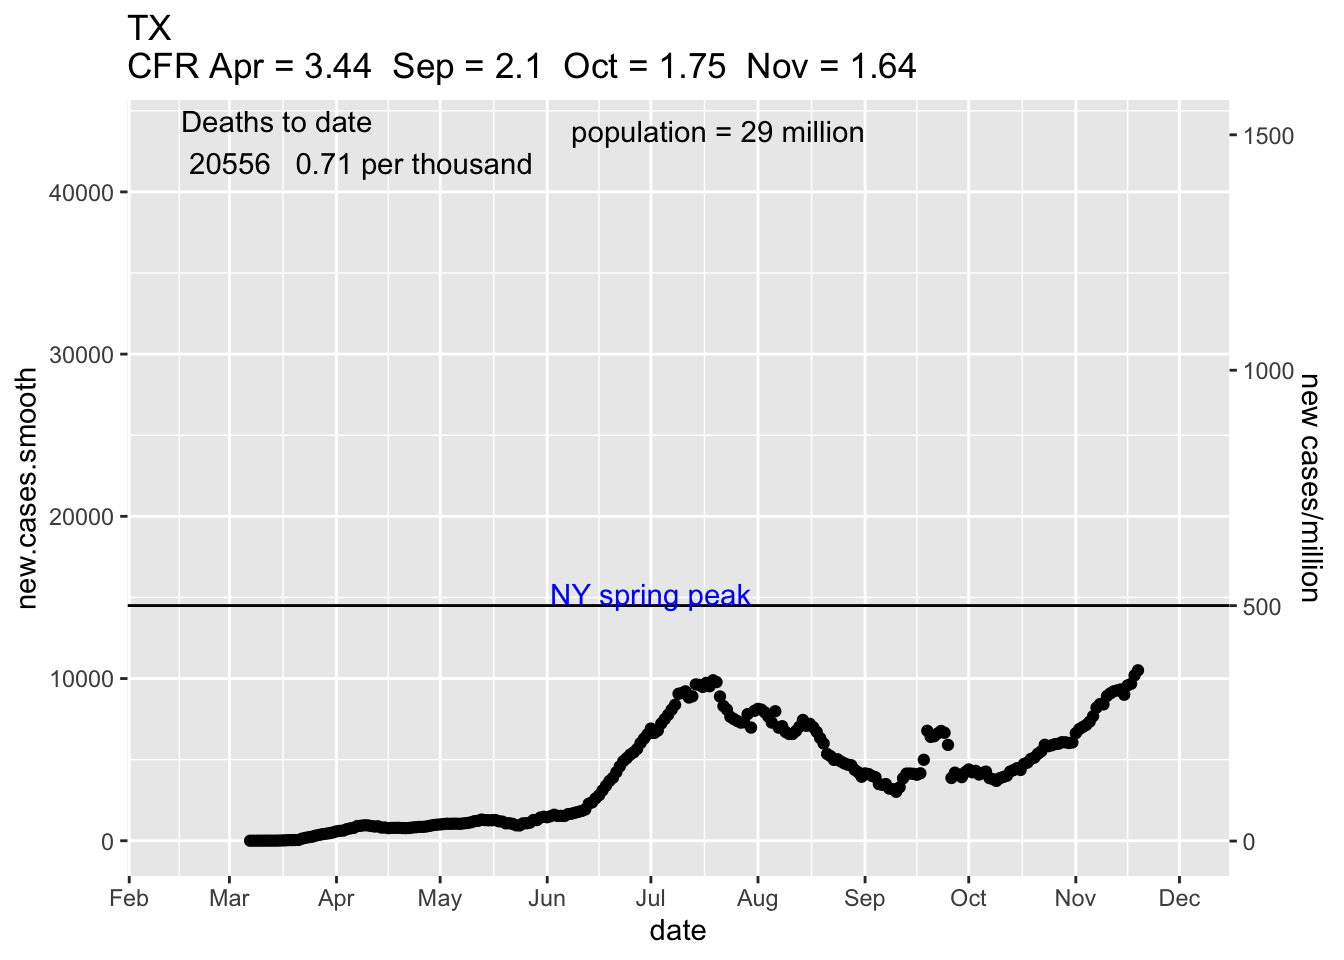 TX
CFR Apr = 3.44  Sep = 2.1  Oct = 1.75  Nov = 1.64
Deaths to date
20556   0.71 per thousand
population = 29 million
NY spring peak
new.cases.smooth
40000
30000
20000
10000
0
1500
1000
500
0
new cases/million
Feb Mar Apr May Jun Jul Aug Sep Oct Nov Dec
date